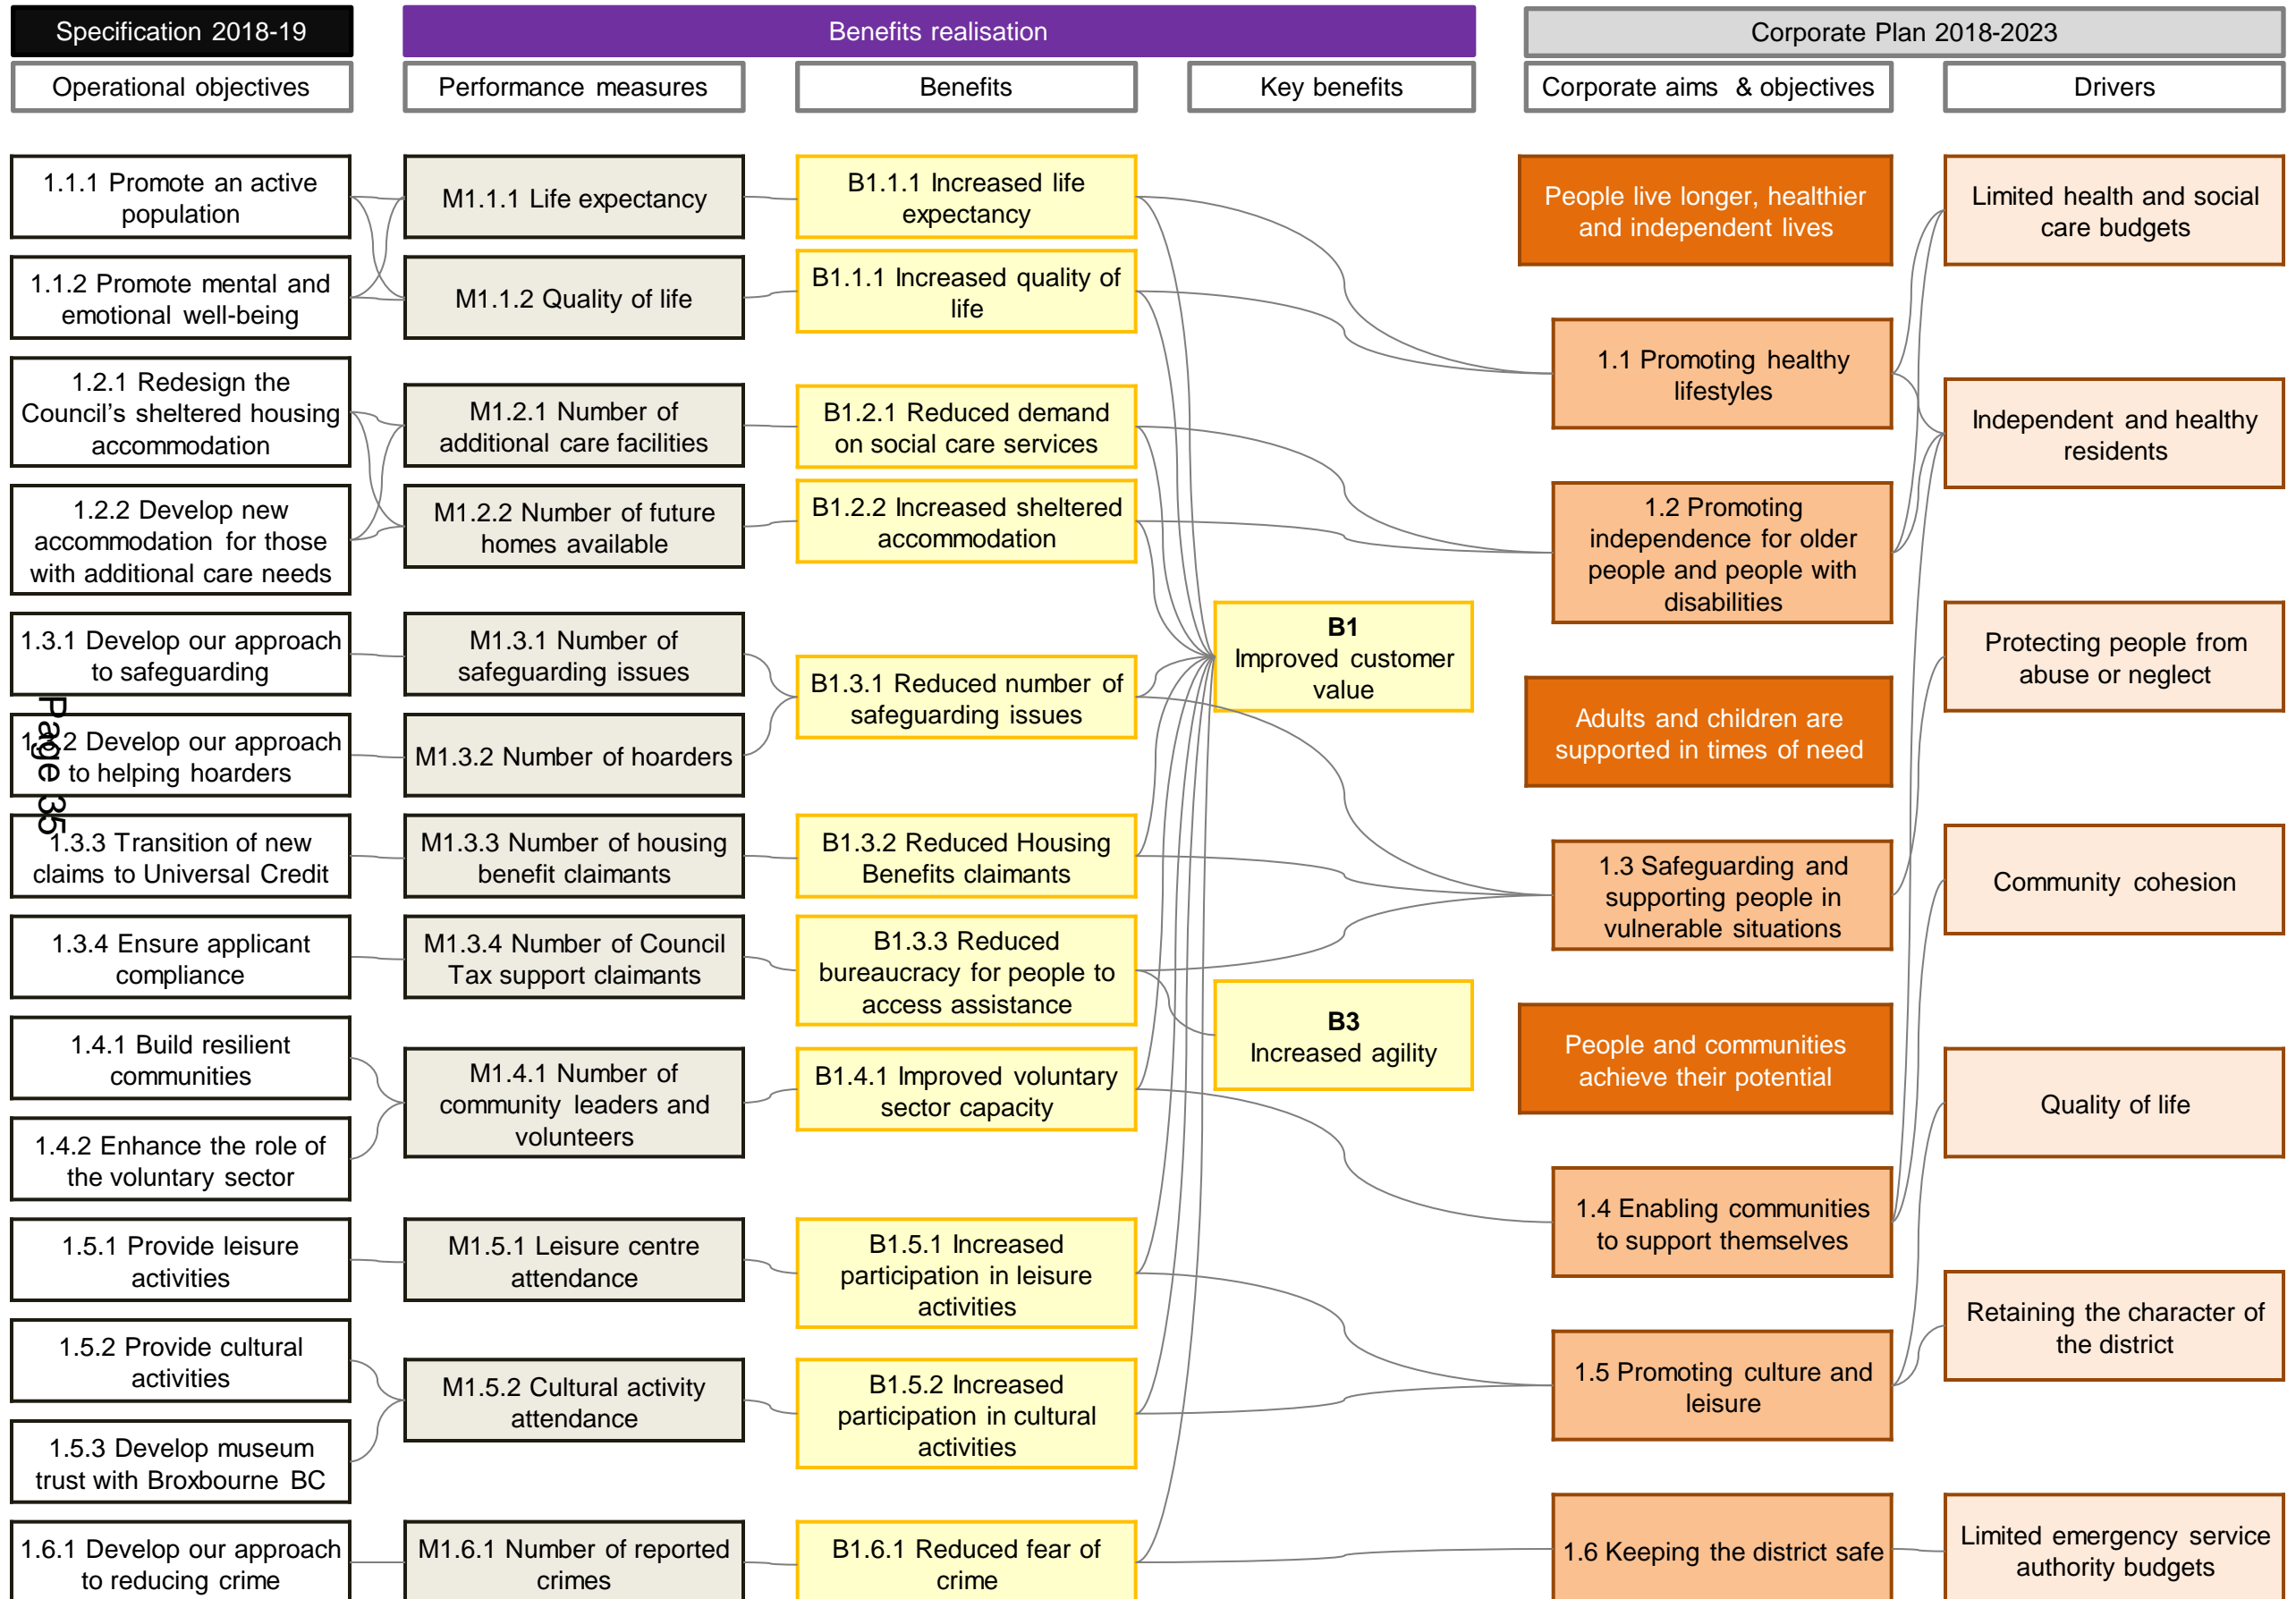 Specification 2018-19
Benefits realisation
Corporate Plan 2018-2023
Operational objectives
Performance measures
Benefits
Key benefits
Corporate aims & objectives
Drivers
1.1.1 Promote an active
population
1.1.2 Promote mental and
emotional well-being
1.2.1 Redesign the
Council's sheltered housing
accommodation
1.2.2 Develop new
accommodation for those
with additional care needs
1.3.1 Develop our approach
to safeguarding
1.3.2 Develop our approach
to helping hoarders
1.3.3 Transition of new
claims to Universal Credit
1.3.4 Ensure applicant
compliance
1.4.1 Build resilient
communities
1.4.2 Enhance the role of
the voluntary sector
1.5.1 Provide leisure
activities
1.5.2 Provide cultural
activities
1.5.3 Develop museum
trust with Broxbourne BC
1.6.1 Develop our approach
to reducing crime
Page 35
M1.1.1 Life expectancy
M1.1.2 Quality of life
M1.2.1 Number of
additional care facilities
M1.2.2 Number of future
homes available
M1.3.1 Number of
safeguarding issues
M1.3.2 Number of hoarders
M1.3.3 Number of housing
benefit claimants
M1.3.4 Number of Council
Tax support claimants
M1.4.1 Number of
community leaders and
volunteers
M1.5.1 Leisure centre
attendance
M1.5.2 Cultural activity
attendance
M1.6.1 Number of reported
crimes
B1.1.1 Increased life
expectancy
B1.1.1 Increased quality of
life
B1.2.1 Reduced demand
on social care services
B1.2.2 Increased sheltered
accommodation
B1.3.1 Reduced number of
safeguarding issues
B1.3.2 Reduced Housing
Benefits claimants
B1.3.3 Reduced
bureaucracy for people to
access assistance
B1.4.1 Improved voluntary
sector capacity
B1.5.1 Increased
participation in leisure
activities
B1.5.2 Increased
participation in cultural
activities
B1.6.1 Reduced fear of
crime
B1
Improved customer
value
B3
Increased agility
People live longer, healthier
and independent lives
1.1 Promoting healthy
lifestyles
1.2 Promoting
independence for older
people and people with
disabilities
Adults and children are
supported in times of need
1.3 Safeguarding and
supporting people in
vulnerable situations
People and communities
achieve their potential
1.4 Enabling communities
to support themselves
1.5 Promoting culture and
leisure
1.6 Keeping the district safe
Limited health and social
care budgets
Independent and healthy
residents
Protecting people from
abuse or neglect
Community cohesion
Quality of life
Retaining the character of
the district
Limited emergency service
authority budgets